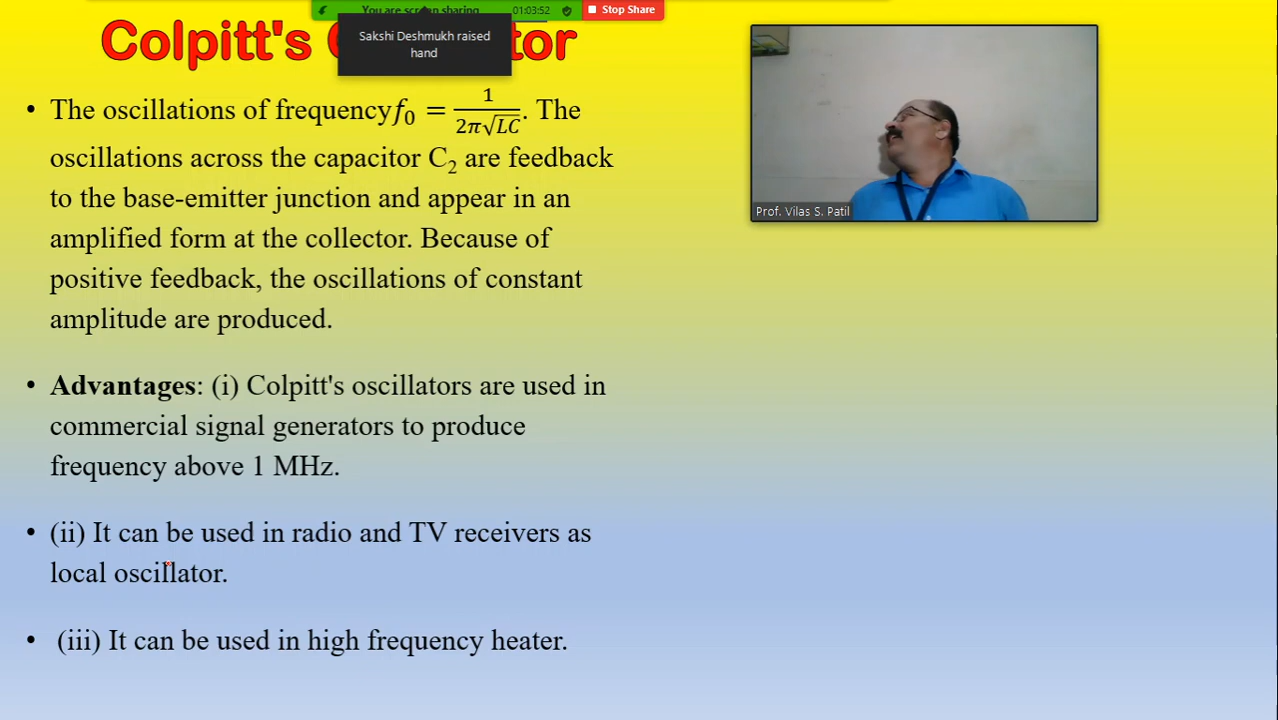 You are screen sharing 01:03:52 Stop Share
Sakshi Deshmukh raised
hand
Colpitt's tor
• The oscillations of frequency f₀ = 1/(2π√LC). The
oscillations across the capacitor C₂ are feedback
to the base-emitter junction and appear in an
amplified form at the collector. Because of
positive feedback, the oscillations of constant
amplitude are produced.
• Advantages: (i) Colpitt's oscillators are used in
commercial signal generators to produce
frequency above 1 MHz.
• (ii) It can be used in radio and TV receivers as
local oscillator.
• (iii) It can be used in high frequency heater.
Prof. Vilas S. Patil